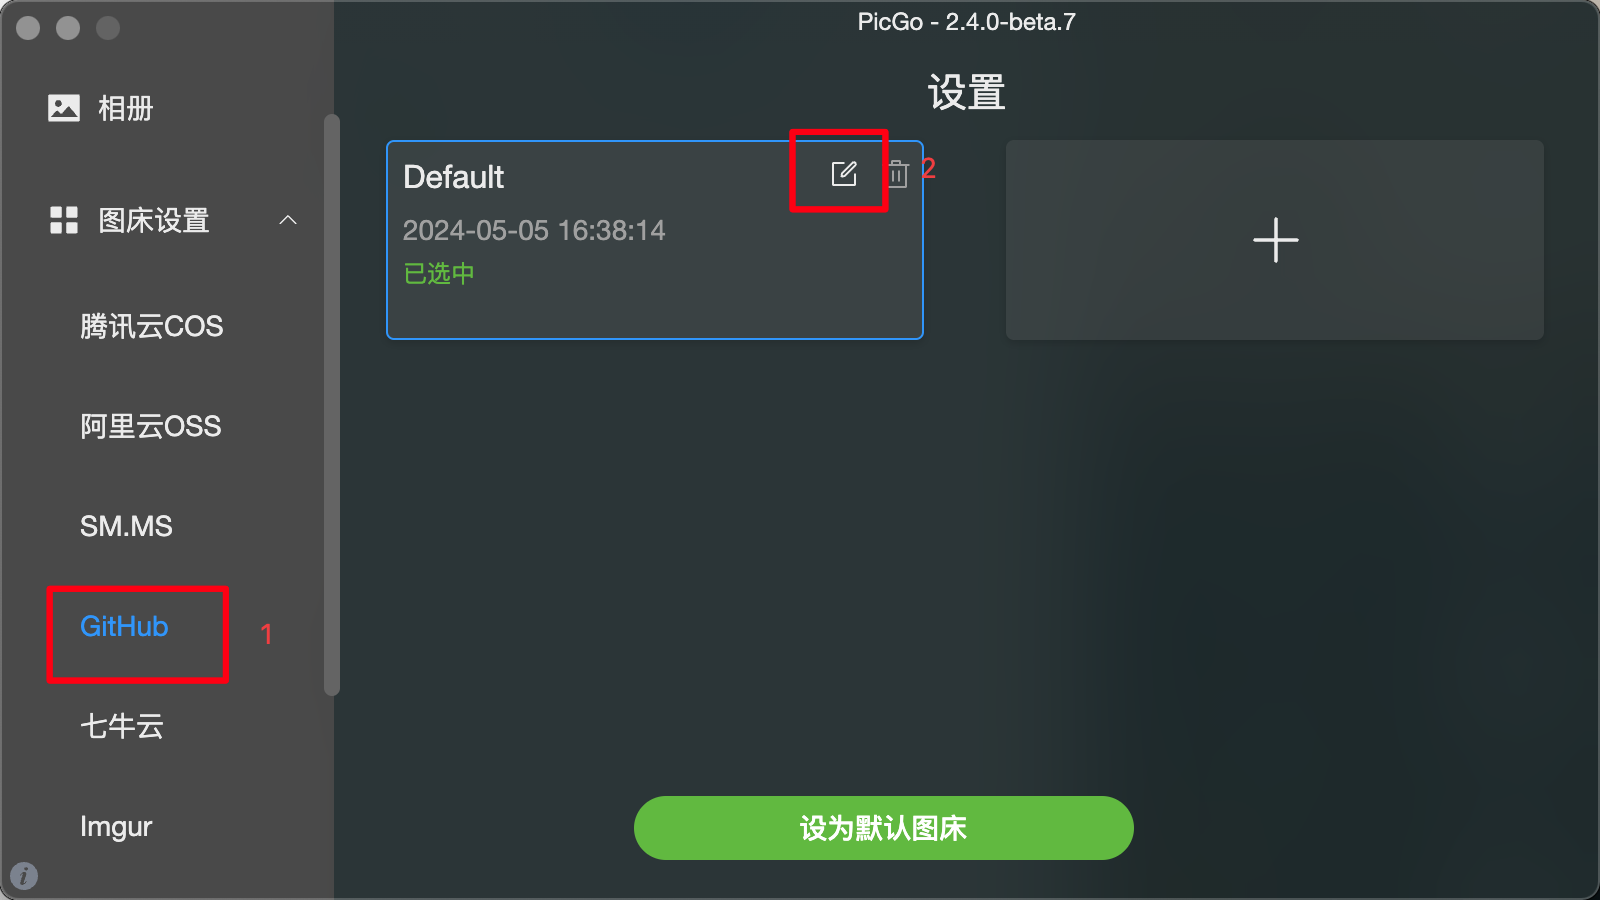 PicGo - 2.4.0-beta.7
相册
图床设置
腾讯云COS
阿里云OSS
SM.MS
GitHub
1
七牛云
Imgur
设置
Default
2
2024-05-05 16:38:14
已选中
设为默认图床